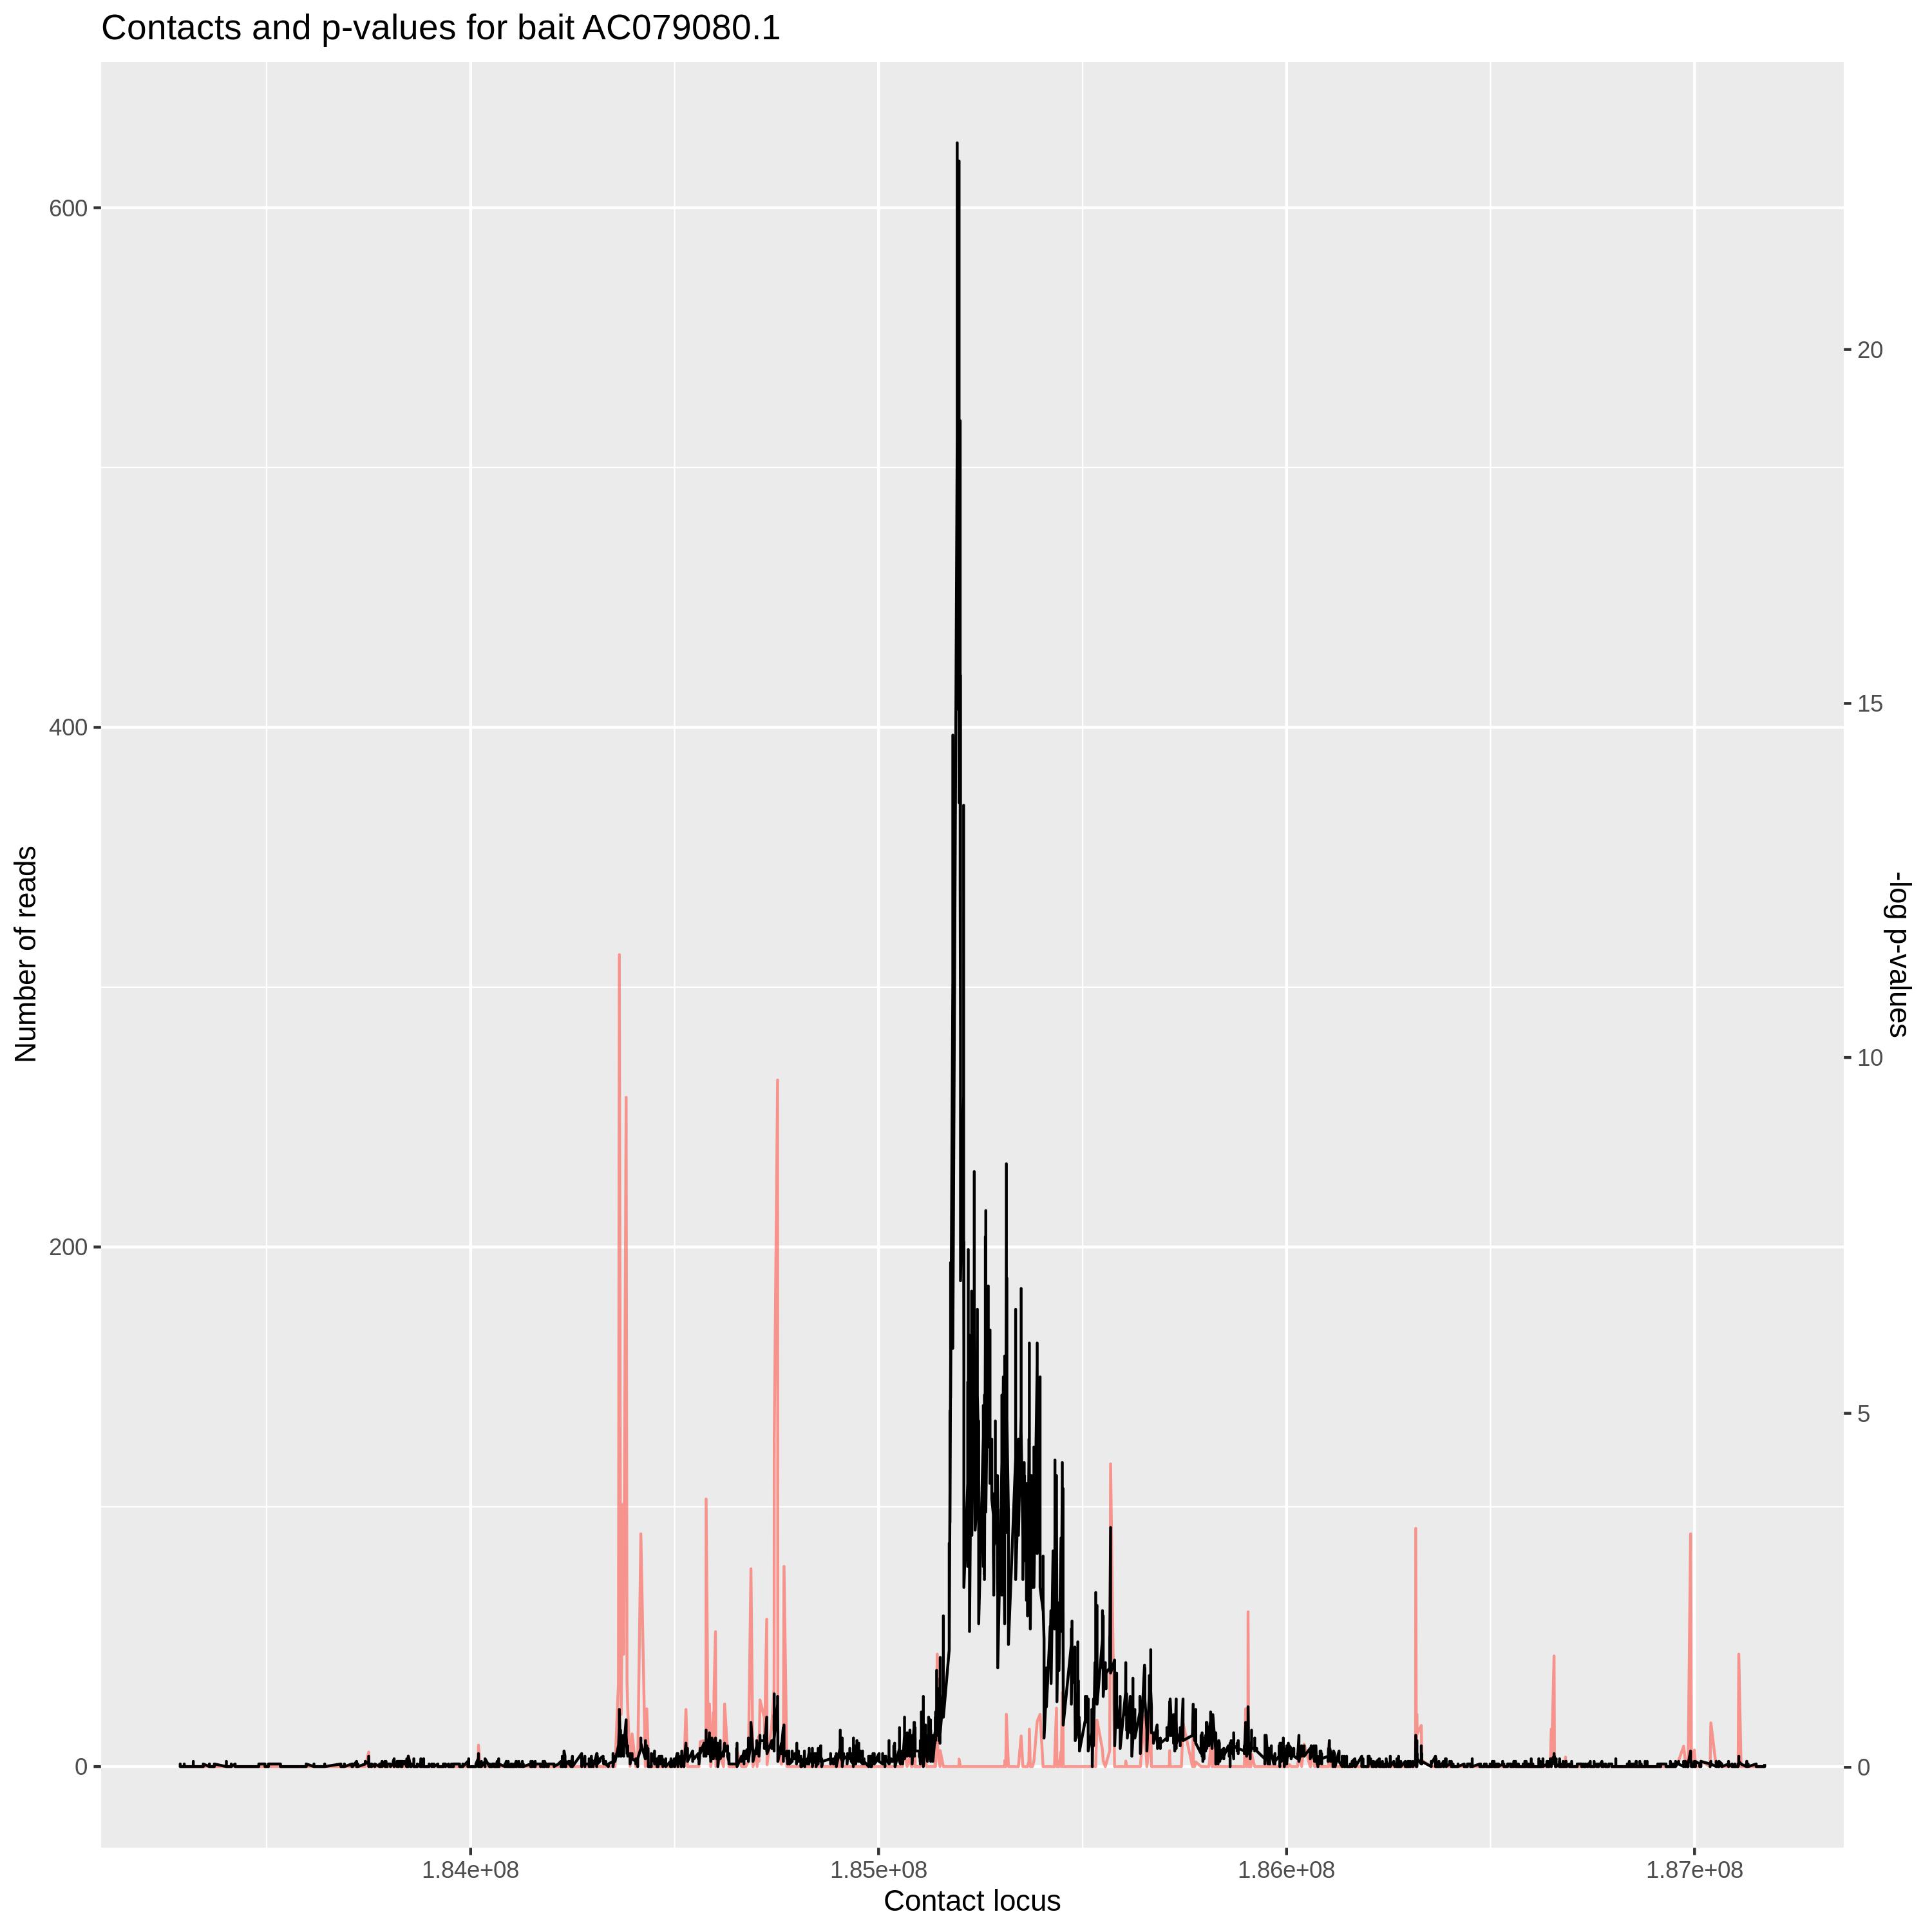 Contacts and p-values for bait AC079080.1
600
400
200
0
Number of reads
20
15
10
5
0
-log p-values
1.84e+08
1.85e+08
1.86e+08
1.87e+08
Contact locus